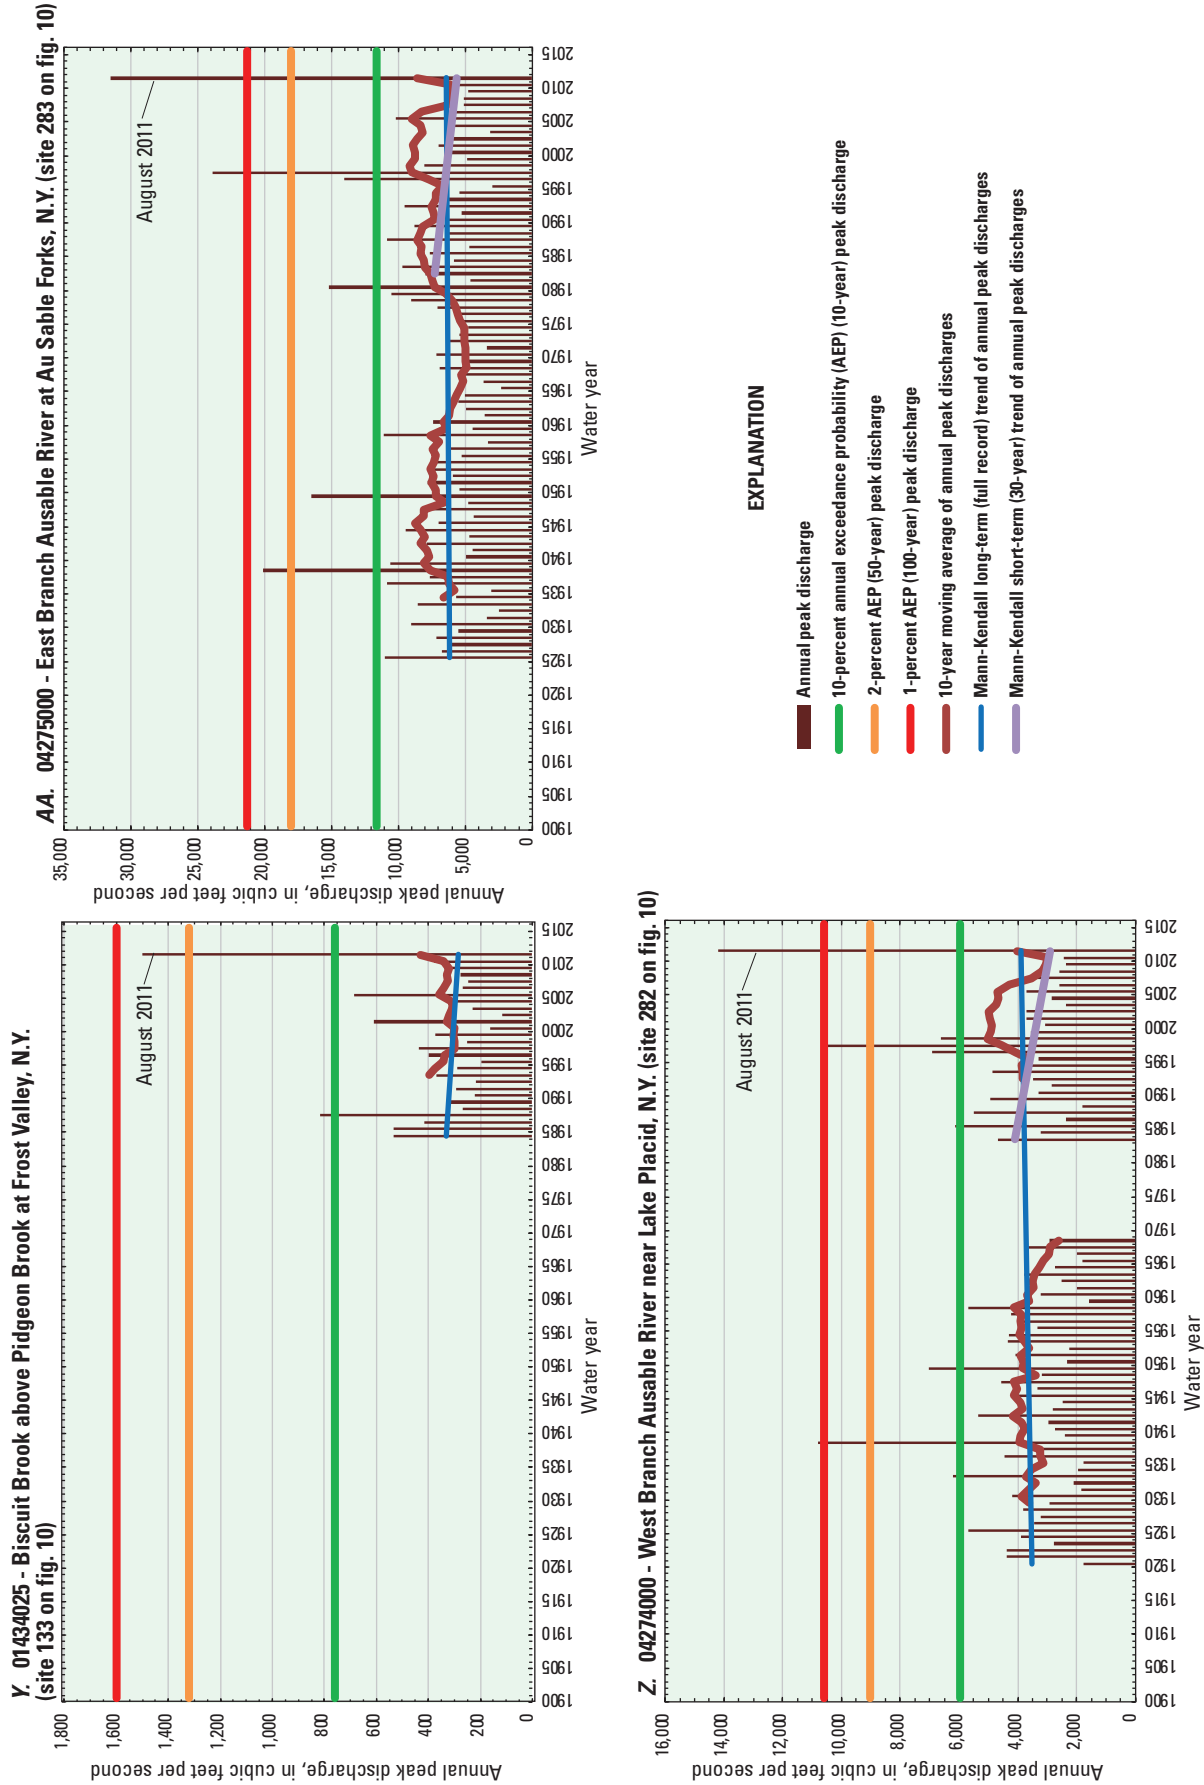 Y. 01434025 - Biscuit Brook above Pidgeon Brook at Frost Valley, N.Y.
(site 133 on fig. 10)
Annual peak discharge, in cubic feet per second
1,800
1,600
1,400
1,200
1,000
800
600
400
200
0
August 2011
1900 1905 1910 1915 1920 1925 1930 1935 1940 1945 1950 1955 1960 1965 1970 1975 1980 1985 1990 1995 2000 2005 2010 2015
Water year
AA. 04275000 - East Branch Ausable River at Au Sable Forks, N.Y. (site 283 on fig. 10)
Annual peak discharge, in cubic feet per second
35,000
30,000
25,000
20,000
15,000
10,000
5,000
0
August 2011
1900 1905 1910 1915 1920 1925 1930 1935 1940 1945 1950 1955 1960 1965 1970 1975 1980 1985 1990 1995 2000 2005 2010 2015
Water year
Z. 04274000 - West Branch Ausable River near Lake Placid, N.Y. (site 282 on fig. 10)
Annual peak discharge, in cubic feet per second
16,000
14,000
12,000
10,000
8,000
6,000
4,000
2,000
0
August 2011
1900 1905 1910 1915 1920 1925 1930 1935 1940 1945 1950 1955 1960 1965 1970 1975 1980 1985 1990 1995 2000 2005 2010 2015
Water year
EXPLANATION
Annual peak discharge
10-percent annual exceedance probability (AEP) (10-year) peak discharge
2-percent AEP (50-year) peak discharge
1-percent AEP (100-year) peak discharge
10-year moving average of annual peak discharges
Mann-Kendall long-term (full record) trend of annual peak discharges
Mann-Kendall short-term (30-year) trend of annual peak discharges